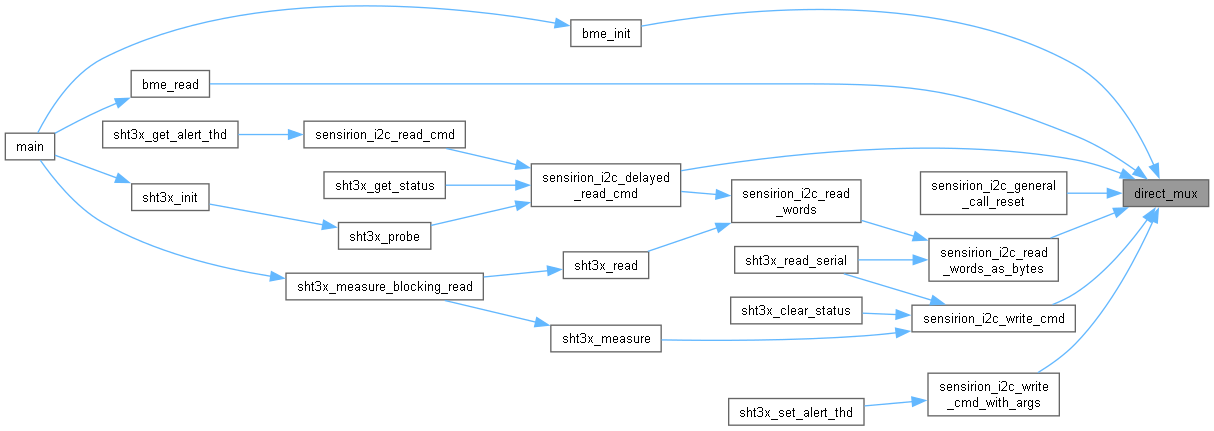 bme_init
bme_read
sht3x_get_alert_thd
sensirion_i2c_read_cmd
main
sht3x_get_status
sensirion_i2c_delayed
_read_cmd
sensirion_i2c_read
_words
sensirion_i2c_general
_call_reset
direct_mux
sht3x_init
sht3x_probe
sht3x_read
sht3x_read_serial
sensirion_i2c_read
_words_as_bytes
sht3x_measure_blocking_read
sht3x_clear_status
sensirion_i2c_write_cmd
sht3x_measure
sensirion_i2c_write
_cmd_with_args
sht3x_set_alert_thd